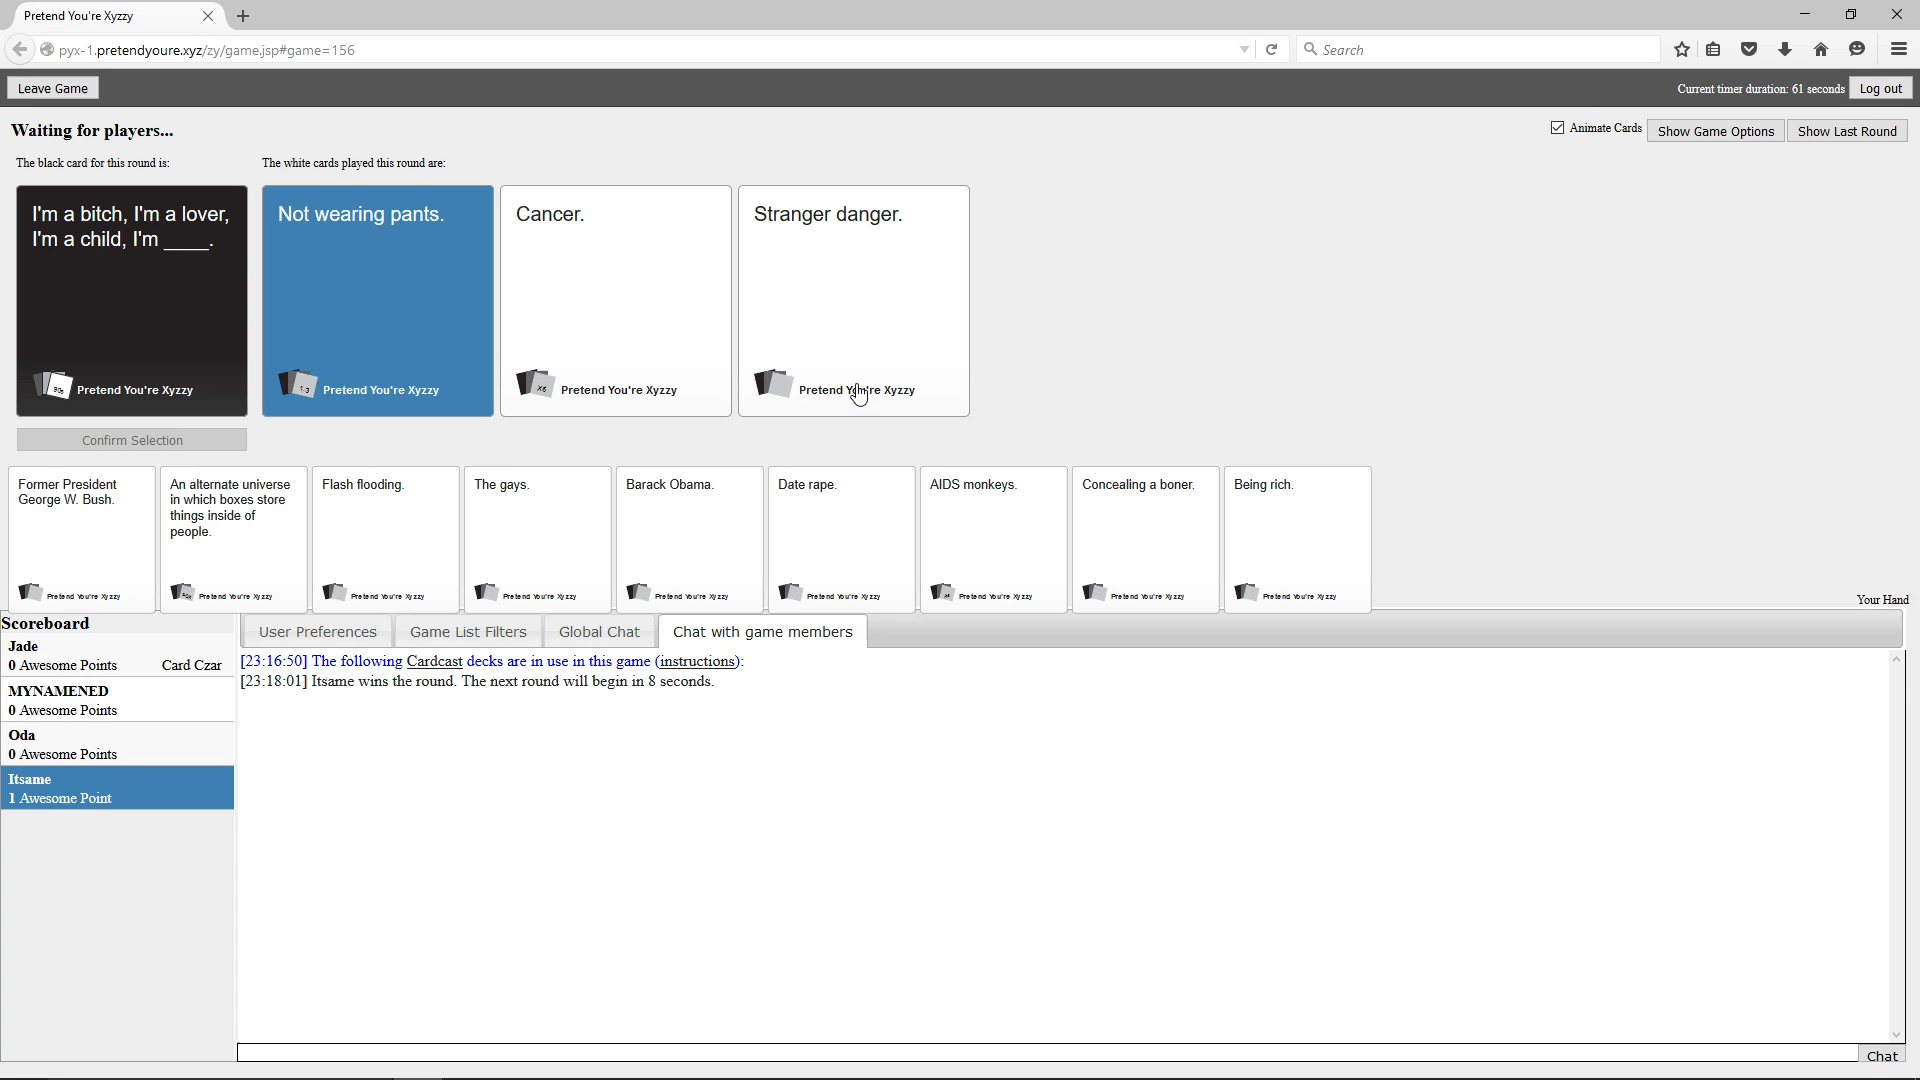 Pretend You're Xyzzy
pyx-1.pretendyoure.xyz/zy/game.jsp#game=156
Search
Leave Game
Current timer duration: 61 seconds
Log out
Waiting for players...
Animate Cards
Show Game Options
Show Last Round
The black card for this round is:
The white cards played this round are:
I'm a bitch, I'm a lover,
I'm a child, I'm ____.
90s
Pretend You're Xyzzy
Not wearing pants.
1.3
Pretend You're Xyzzy
Cancer.
X6
Pretend You're Xyzzy
Stranger danger.
Pretend You're Xyzzy
Confirm Selection
Former President
George W. Bush.
Pretend You're Xyzzy
An alternate universe
in which boxes store
things inside of
people.
Pretend You're Xyzzy
Flash flooding.
Pretend You're Xyzzy
The gays.
Pretend You're Xyzzy
Barack Obama.
Pretend You're Xyzzy
Date rape.
Pretend You're Xyzzy
AIDS monkeys.
Pretend You're Xyzzy
Concealing a boner.
Pretend You're Xyzzy
Being rich.
Pretend You're Xyzzy
Your Hand
Scoreboard
Jade
0 Awesome Points
Card Czar
MYNAMENED
0 Awesome Points
Oda
0 Awesome Points
Itsame
1 Awesome Point
User Preferences
Game List Filters
Global Chat
Chat with game members
[23:16:50] The following Cardcast decks are in use in this game (instructions):
[23:18:01] Itsame wins the round. The next round will begin in 8 seconds.
Chat